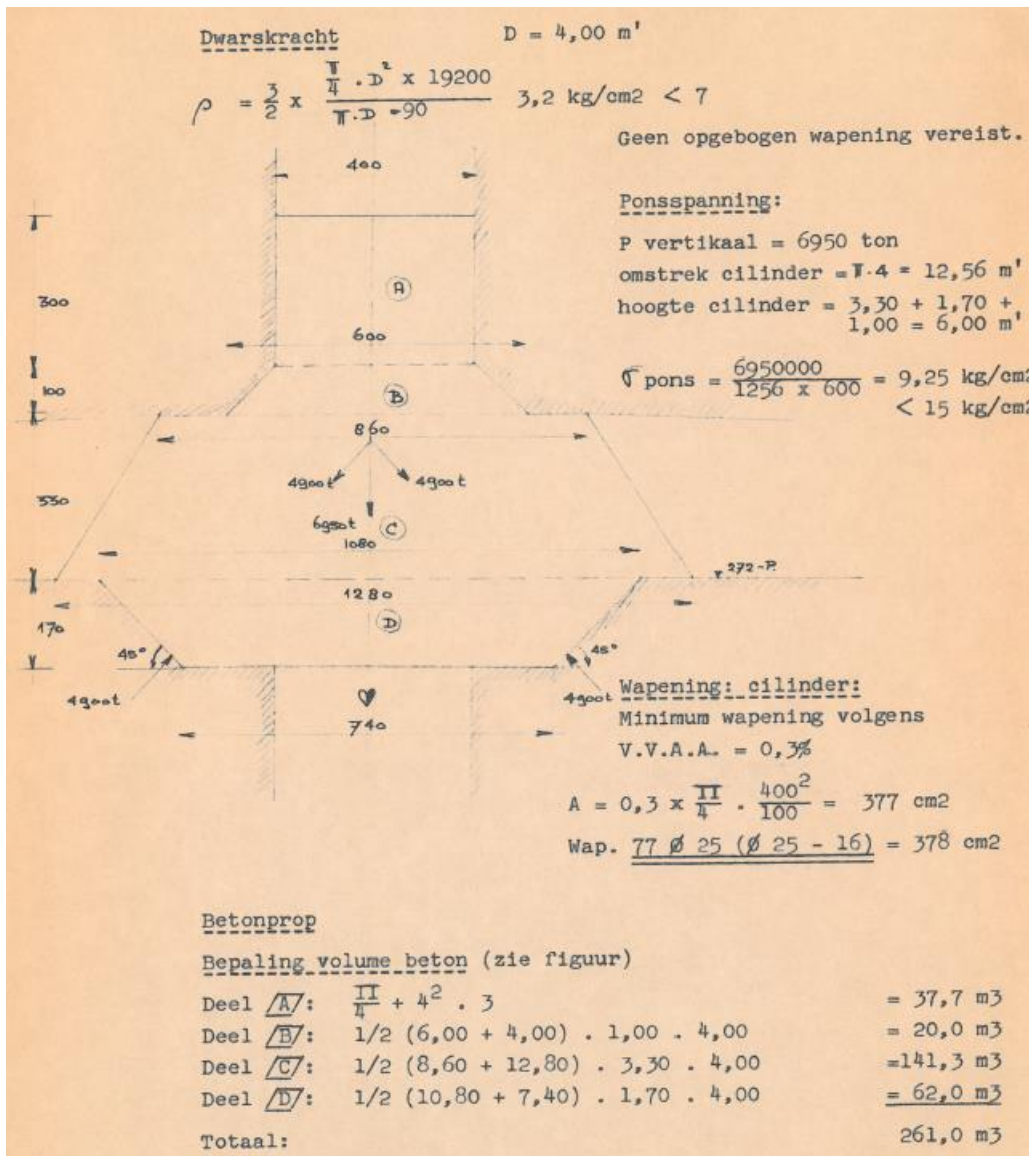 Dwarskracht D = 4,00 m'
ρ = 3/2 x (π/4 . D² x 19200) / (π.D - 90) 3,2 kg/cm2 < 7
Geen opgebogen wapening vereist.
400
Ponsspanning:
P vertikaal = 6950 ton
omstrek cilinder = π.4 = 12,56 m'
hoogte cilinder = 3,30 + 1,70 +
1,00 = 6,00 m'
300
A
600
σ pons = 6950000 / (1256 x 600) = 9,25 kg/cm2
< 15 kg/cm2
100
B
860
4900t 4900t
330
6950t C
1080
272-P.
1280
170
D
45° 45°
4900t 4900t
740
Wapening: cilinder:
Minimum wapening volgens
V.V.A.A. = 0,3%
A = 0,3 x π/4 . 400²/100 = 377 cm2
Wap. 77 Ø 25 (Ø 25 - 16) = 378 cm2
Betonprop
Bepaling volume beton (zie figuur)
Deel /A/: π/4 + 4² . 3 = 37,7 m3
Deel /B/: 1/2 (6,00 + 4,00) . 1,00 . 4,00 = 20,0 m3
Deel /C/: 1/2 (8,60 + 12,80) . 3,30 . 4,00 =141,3 m3
Deel /D/: 1/2 (10,80 + 7,40) . 1,70 . 4,00 = 62,0 m3
Totaal: 261,0 m3